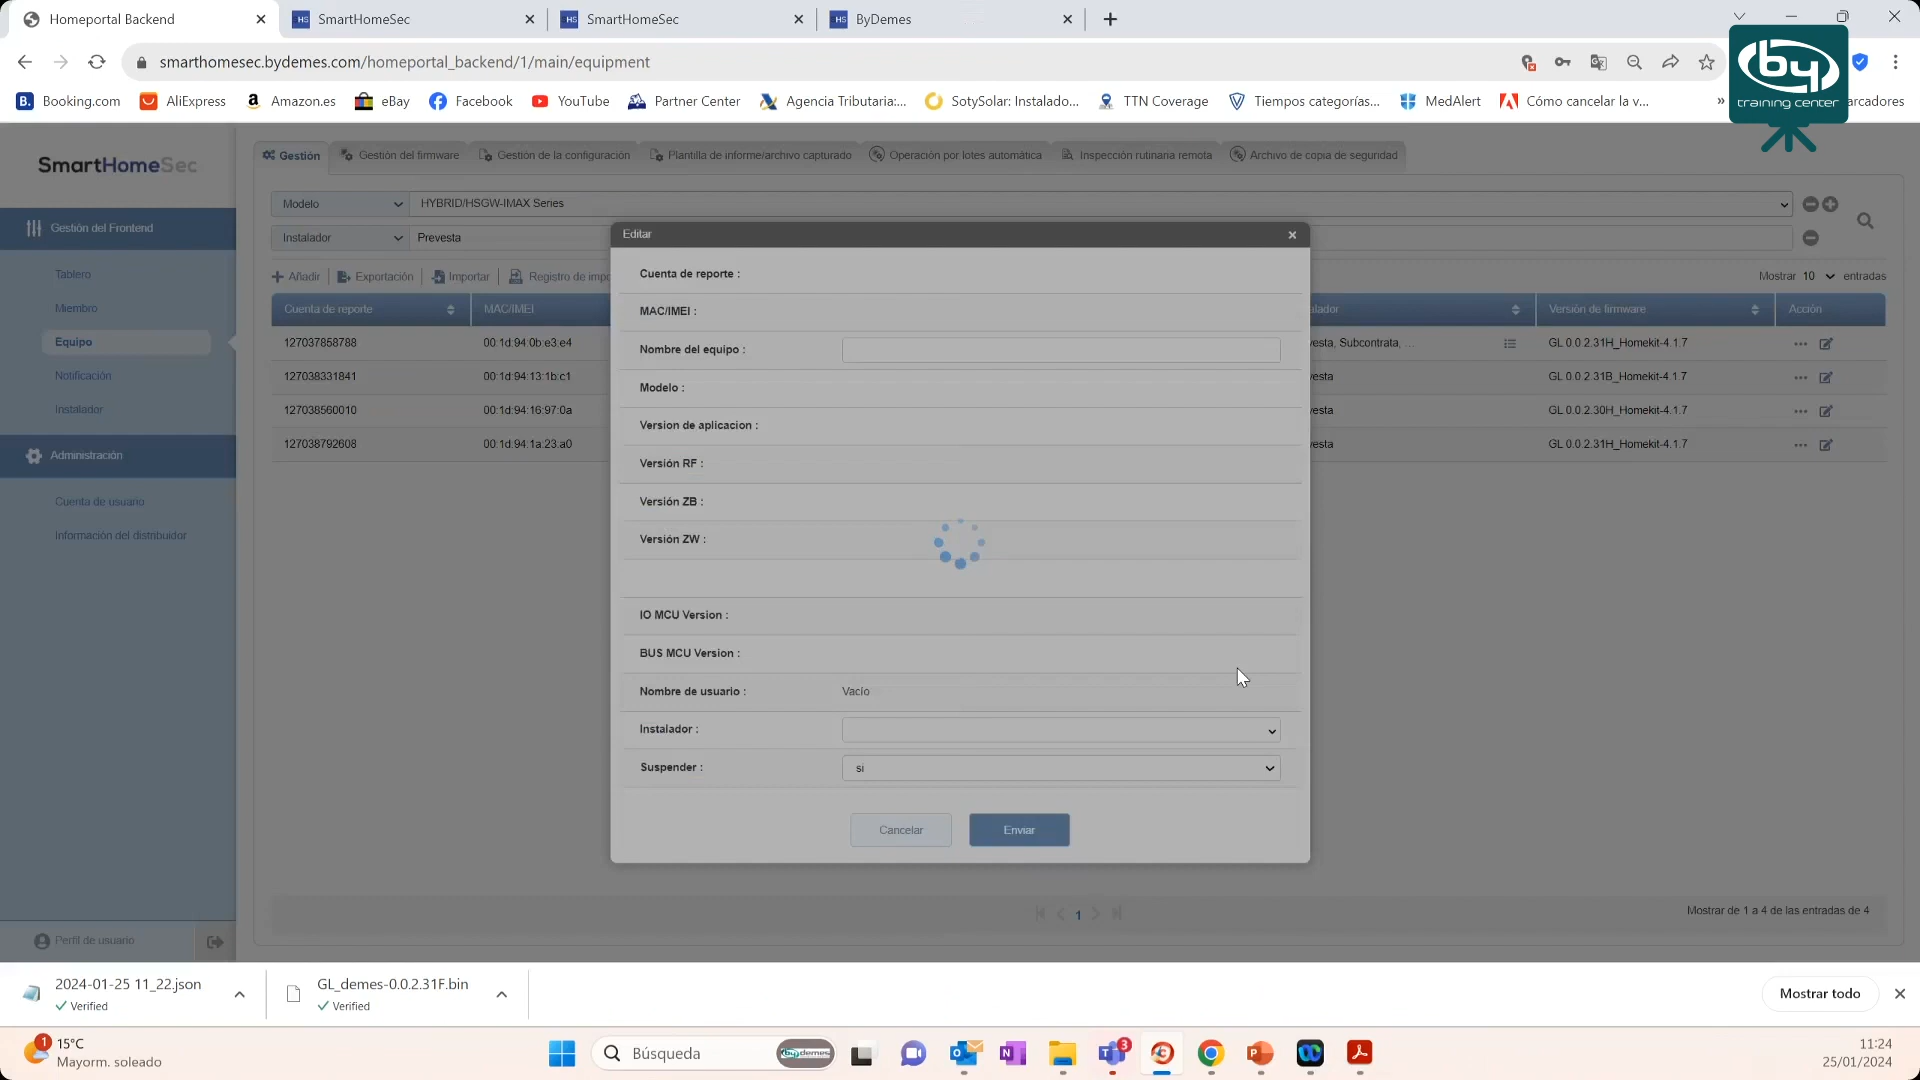 Homeportal Backend
SmartHomeSec
SmartHomeSec
ByDemes
smarthomesec.bydemes.com/homeportal_backend/1/main/equipment
Booking.com
AliExpress
Amazon.es
eBay
Facebook
YouTube
Partner Center
Agencia Tributaria:...
SotySolar: Instalado...
TTN Coverage
Tiempos categorías...
MedAlert
Cómo cancelar la v...
»
arcadores
by
training center
SmartHomeSec
Gestión
Gestión del firmware
Gestión de la configuración
Plantilla de informe/archivo capturado
Operación por lotes automática
Inspección rutinaria remota
Archivo de copia de seguridad
Gestión del Frontend
Tablero
Miembro
Equipo
Notificación
Instalador
Administración
Cuenta de usuario
Información del distribuidor
Perfil de usuario
Modelo
HYBRID/HSGW-IMAX Series
Instalador
Prevesta
Añadir
Exportación
Importar
Registro de impo
Mostrar 10 entradas
Cuenta de reporte
MAC/IMEI
alador
Versión de firmware
Acción
127037858788
00:1d:94:0b:e3:e4
vesta, Subcontrata, ...
GL 0.0.2.31H_Homekit-4.1.7
127038331841
00:1d:94:13:1b:c1
vesta
GL 0.0.2.31B_Homekit-4.1.7
127038560010
00:1d:94:16:97:0a
vesta
GL 0.0.2.30H_Homekit-4.1.7
127038792608
00:1d:94:1a:23:a0
vesta
GL 0.0.2.31H_Homekit-4.1.7
Editar
Cuenta de reporte :
MAC/IMEI :
Nombre del equipo :
Modelo :
Version de aplicacion :
Versión RF :
Versión ZB :
Versión ZW :
IO MCU Version :
BUS MCU Version :
Nombre de usuario : Vacío
Instalador :
Suspender : si
Cancelar
Enviar
1
Mostrar de 1 a 4 de las entradas de 4
2024-01-25 11_22.json
Verified
GL_demes-0.0.2.31F.bin
Verified
Mostrar todo
1
15°C
Mayorm. soleado
Búsqueda
bydemes
3
11:24
25/01/2024